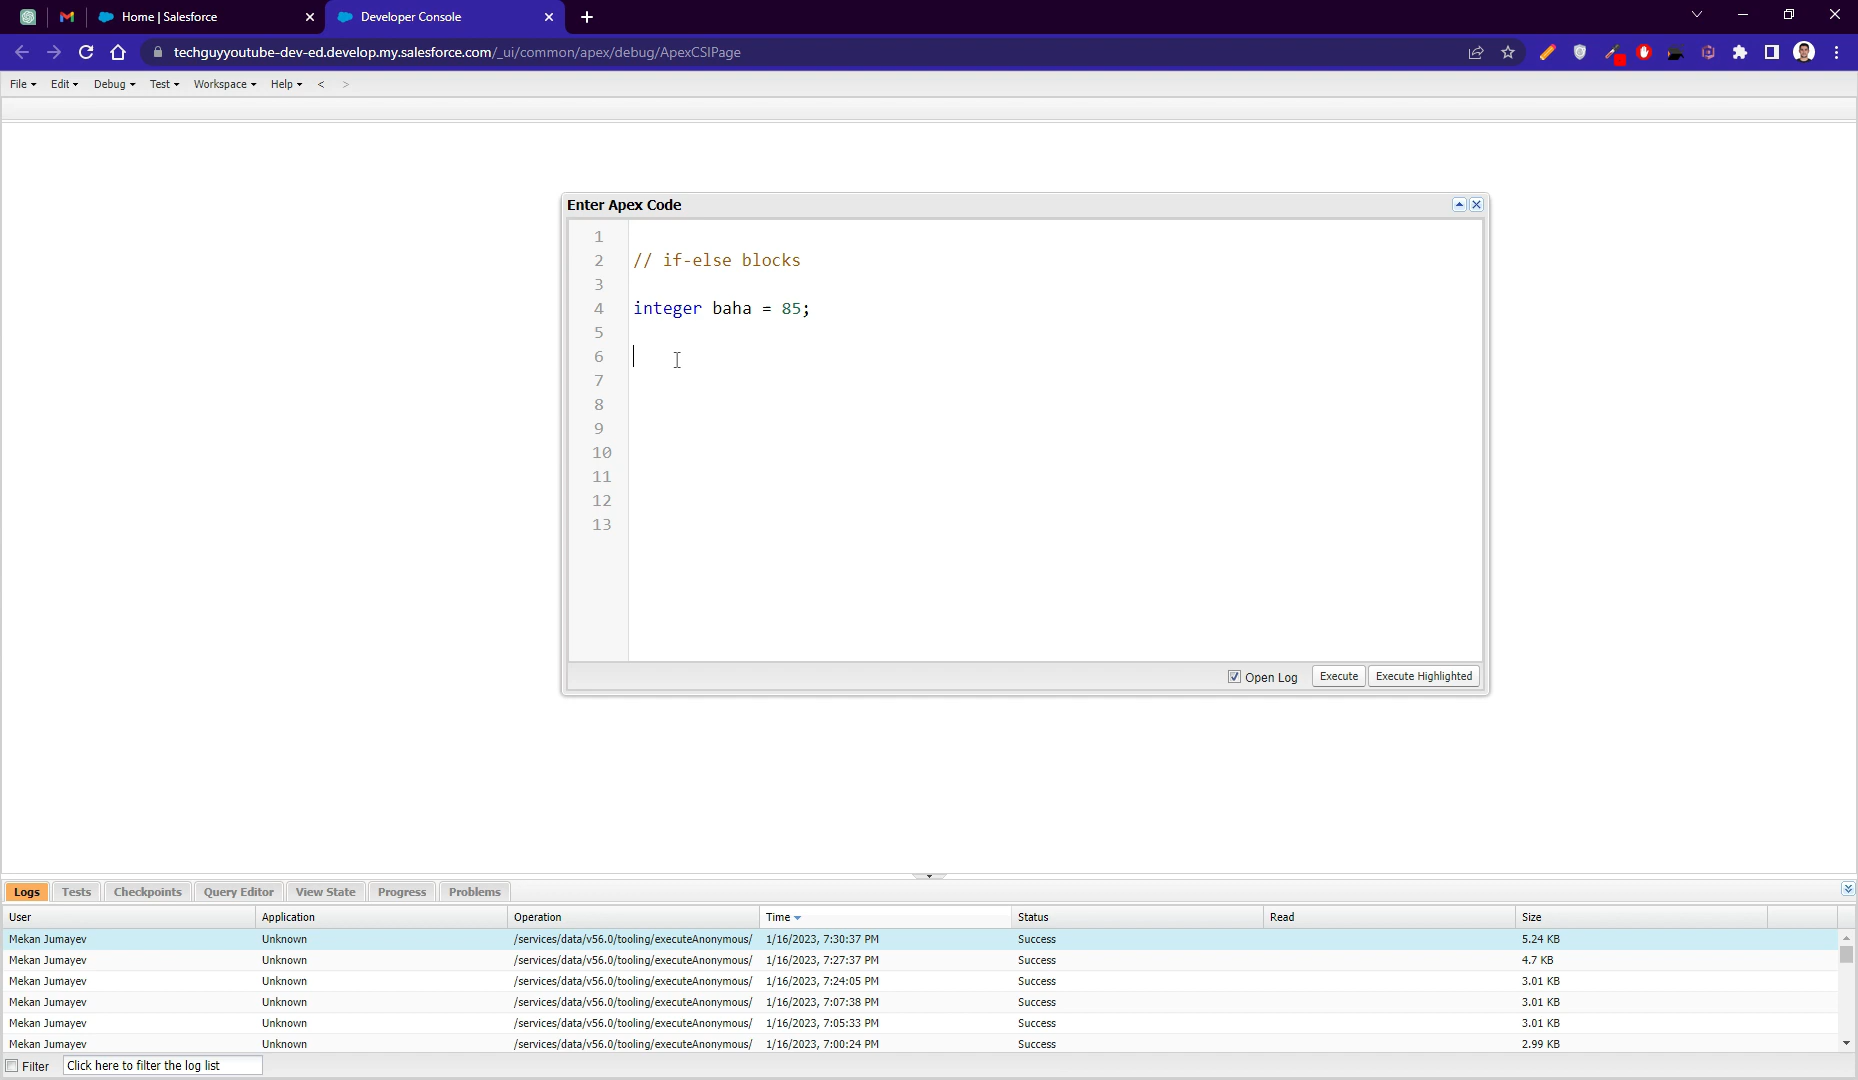 Home | Salesforce
Developer Console
techguyyoutube-dev-ed.develop.my.salesforce.com/_ui/common/apex/debug/ApexCSIPage
File Edit Debug Test Workspace Help < >
Enter Apex Code
1
2 // if-else blocks
3
4 integer baha = 85;
5
6
7
8
9
10
11
12
13
Open Log Execute Execute Highlighted
Logs Tests Checkpoints Query Editor View State Progress Problems
User Application Operation Time Status Read Size
Mekan Jumayev Unknown /services/data/v56.0/tooling/executeAnonymous/ 1/16/2023, 7:30:37 PM Success 5.24 KB
Mekan Jumayev Unknown /services/data/v56.0/tooling/executeAnonymous/ 1/16/2023, 7:27:37 PM Success 4.7 KB
Mekan Jumayev Unknown /services/data/v56.0/tooling/executeAnonymous/ 1/16/2023, 7:24:05 PM Success 3.01 KB
Mekan Jumayev Unknown /services/data/v56.0/tooling/executeAnonymous/ 1/16/2023, 7:07:38 PM Success 3.01 KB
Mekan Jumayev Unknown /services/data/v56.0/tooling/executeAnonymous/ 1/16/2023, 7:05:33 PM Success 3.01 KB
Mekan Jumayev Unknown /services/data/v56.0/tooling/executeAnonymous/ 1/16/2023, 7:00:24 PM Success 2.99 KB
Filter Click here to filter the log list